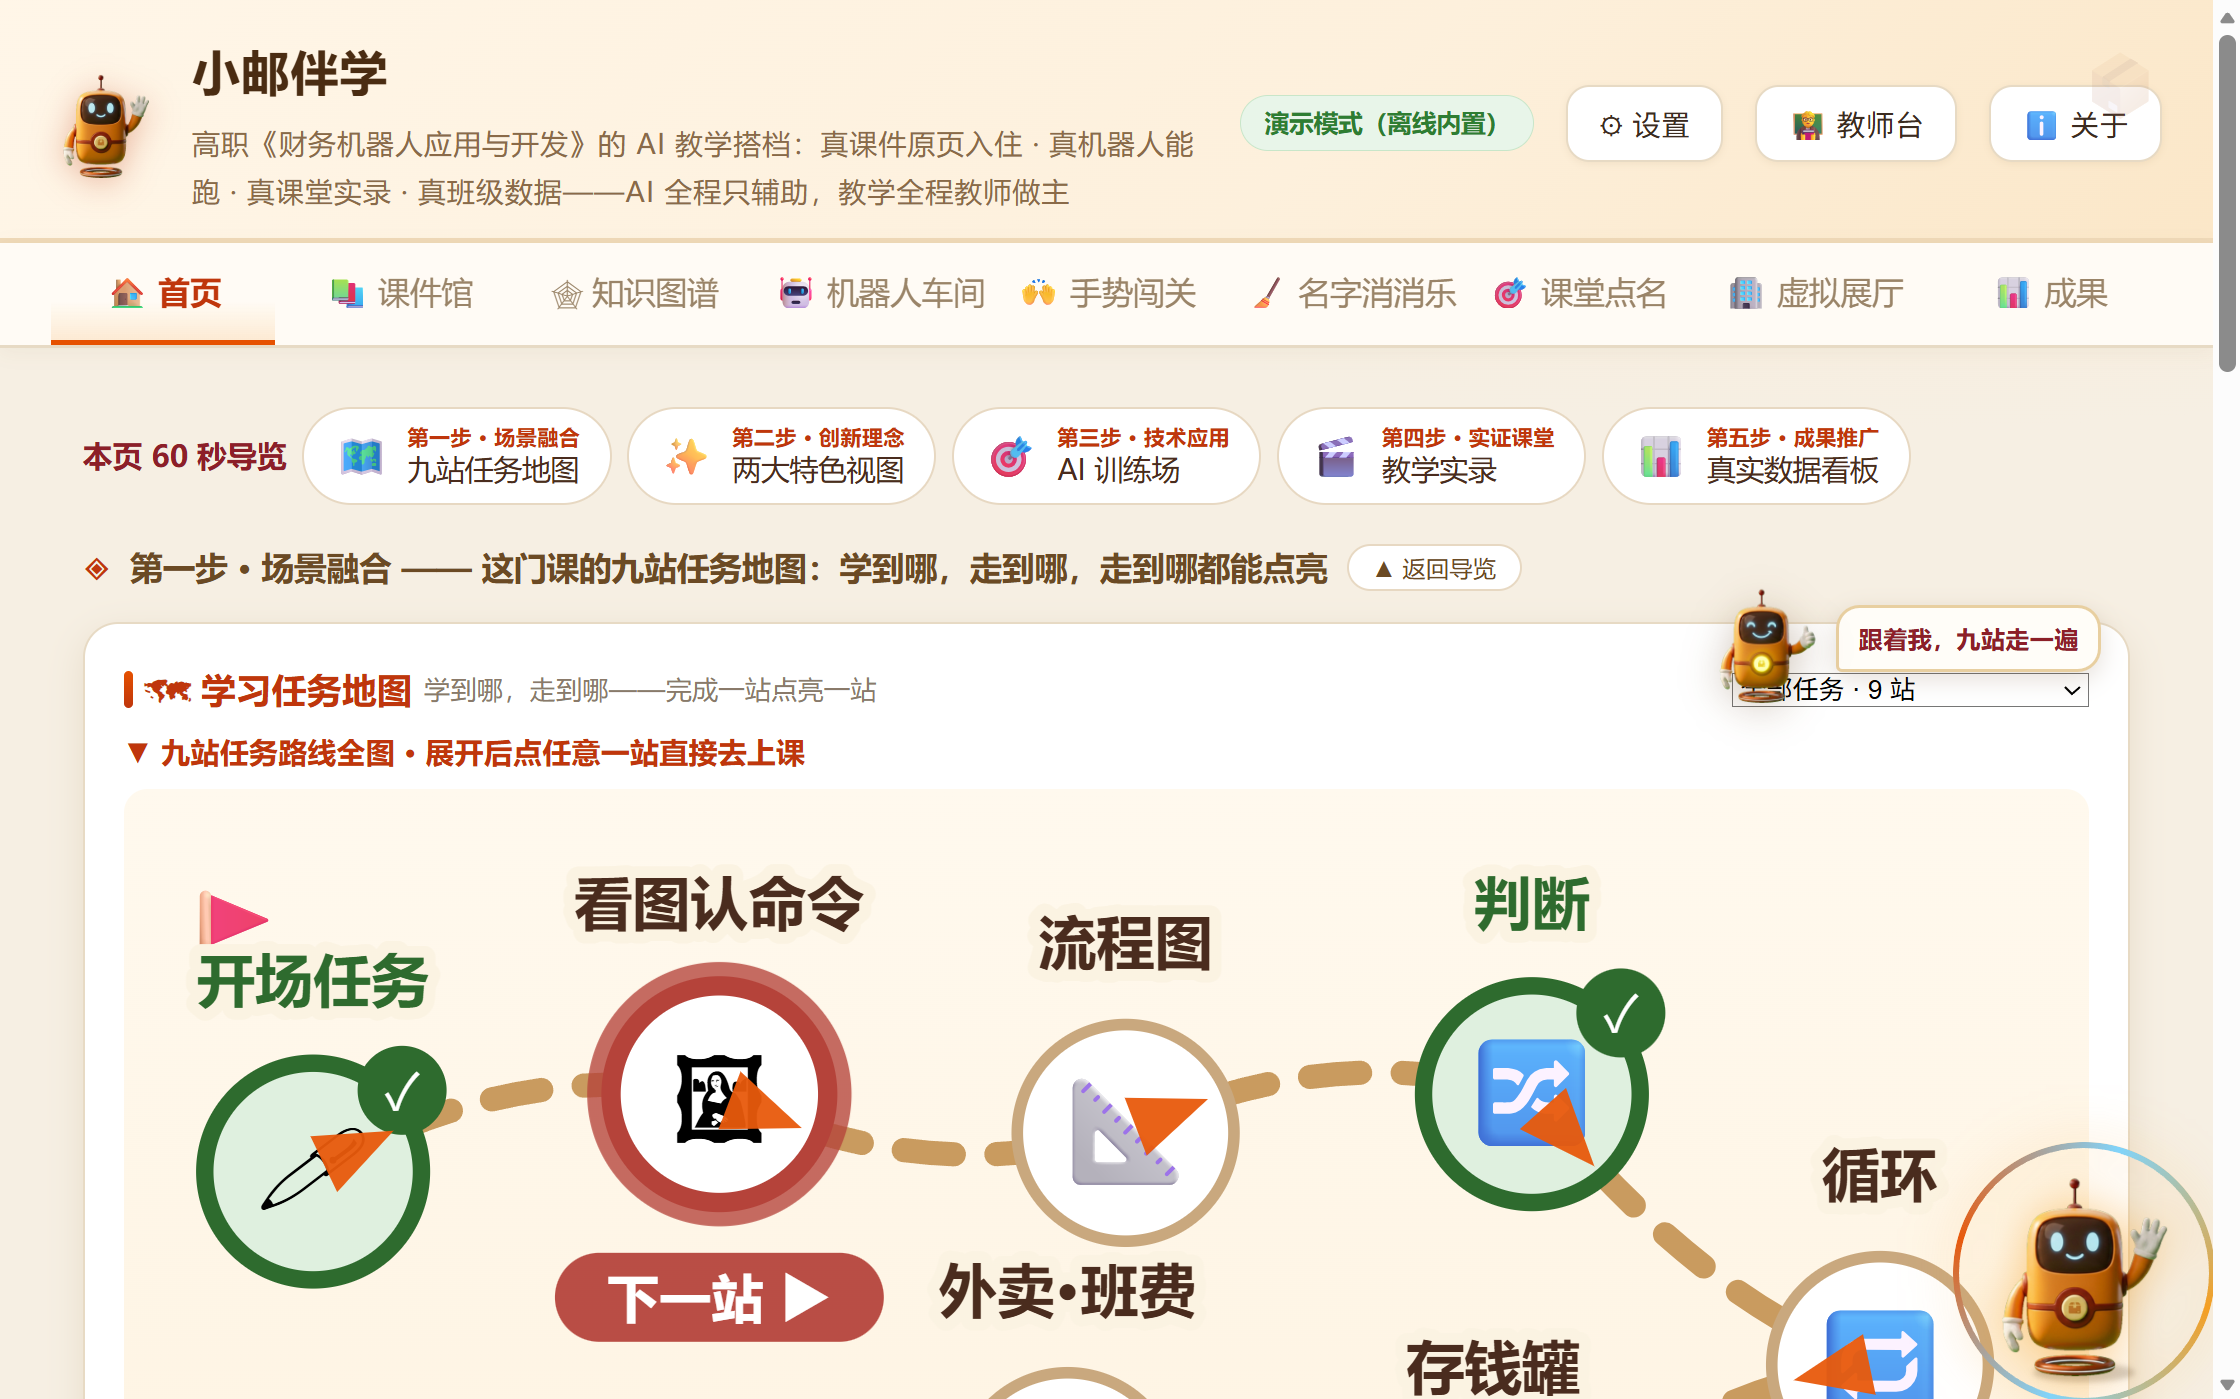 小邮伴学
高职《财务机器人应用与开发》的 AI 教学搭档：真课件原页入住 · 真机器人能
跑 · 真课堂实录 · 真班级数据——AI 全程只辅助，教学全程教师做主
演示模式（离线内置）
设置
教师台
关于
首页
课件馆
知识图谱
机器人车间
手势闯关
名字消消乐
课堂点名
虚拟展厅
成果
本页 60 秒导览
第一步 · 场景融合
九站任务地图
第二步 · 创新理念
两大特色视图
第三步 · 技术应用
AI 训练场
第四步 · 实证课堂
教学实录
第五步 · 成果推广
真实数据看板
第一步 · 场景融合 —— 这门课的九站任务地图：学到哪，走到哪，走到哪都能点亮
▲ 返回导览
跟着我，九站走一遍
学习任务地图 学到哪，走到哪——完成一站点亮一站
部任务 · 9 站
▼ 九站任务路线全图 · 展开后点任意一站直接去上课
开场任务
看图认命令
流程图
判断
循环
下一站 ▶
外卖·班费
存钱罐